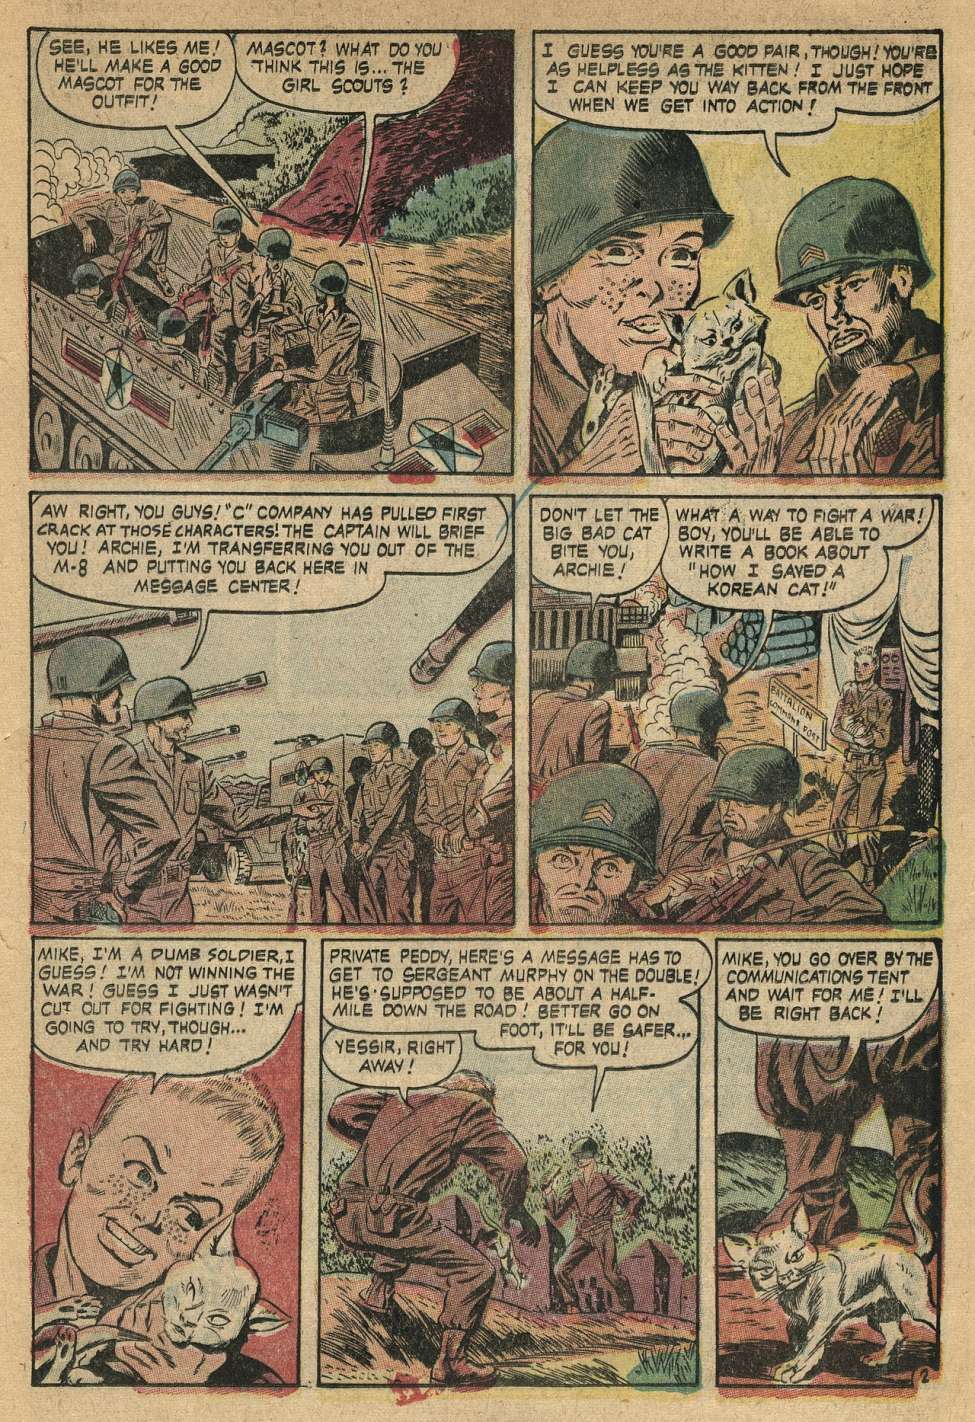 SEE, HE LIKES ME!
HE'LL MAKE A GOOD
MASCOT FOR THE
OUTFIT!
MASCOT? WHAT DO YOU
THINK THIS IS... THE
GIRL SCOUTS?
I GUESS YOU'RE A GOOD PAIR, THOUGH! YOU'RE
AS HELPLESS AS THE KITTEN! I JUST HOPE
I CAN KEEP YOU WAY BACK FROM THE FRONT
WHEN WE GET INTO ACTION!
AW RIGHT, YOU GUYS! "C" COMPANY HAS PULLED FIRST
CRACK AT THOSE CHARACTERS! THE CAPTAIN WILL BRIEF
YOU! ARCHIE, I'M TRANSFERRING YOU OUT OF THE
M-8 AND PUTTING YOU BACK HERE IN
MESSAGE CENTER!
DON'T LET THE
BIG BAD CAT
BITE YOU,
ARCHIE!
WHAT A WAY TO FIGHT A WAR!
BOY, YOU'LL BE ABLE TO
WRITE A BOOK ABOUT
"HOW I SAVED A
KOREAN CAT!"
BATTALION
COMMAND POST
MIKE, I'M A DUMB SOLDIER, I
GUESS! I'M NOT WINNING THE
WAR! GUESS I JUST WASN'T
CUT OUT FOR FIGHTING! I'M
GOING TO TRY, THOUGH...
AND TRY HARD!
PRIVATE PEDDY, HERE'S A MESSAGE HAS TO
GET TO SERGEANT MURPHY ON THE DOUBLE!
HE'S SUPPOSED TO BE ABOUT A HALF-
MILE DOWN THE ROAD! BETTER GO ON
FOOT, IT'LL BE SAFER...
FOR YOU!
YESSIR, RIGHT
AWAY!
MIKE, YOU GO OVER BY THE
COMMUNICATIONS TENT
AND WAIT FOR ME! I'LL
BE RIGHT BACK!
2